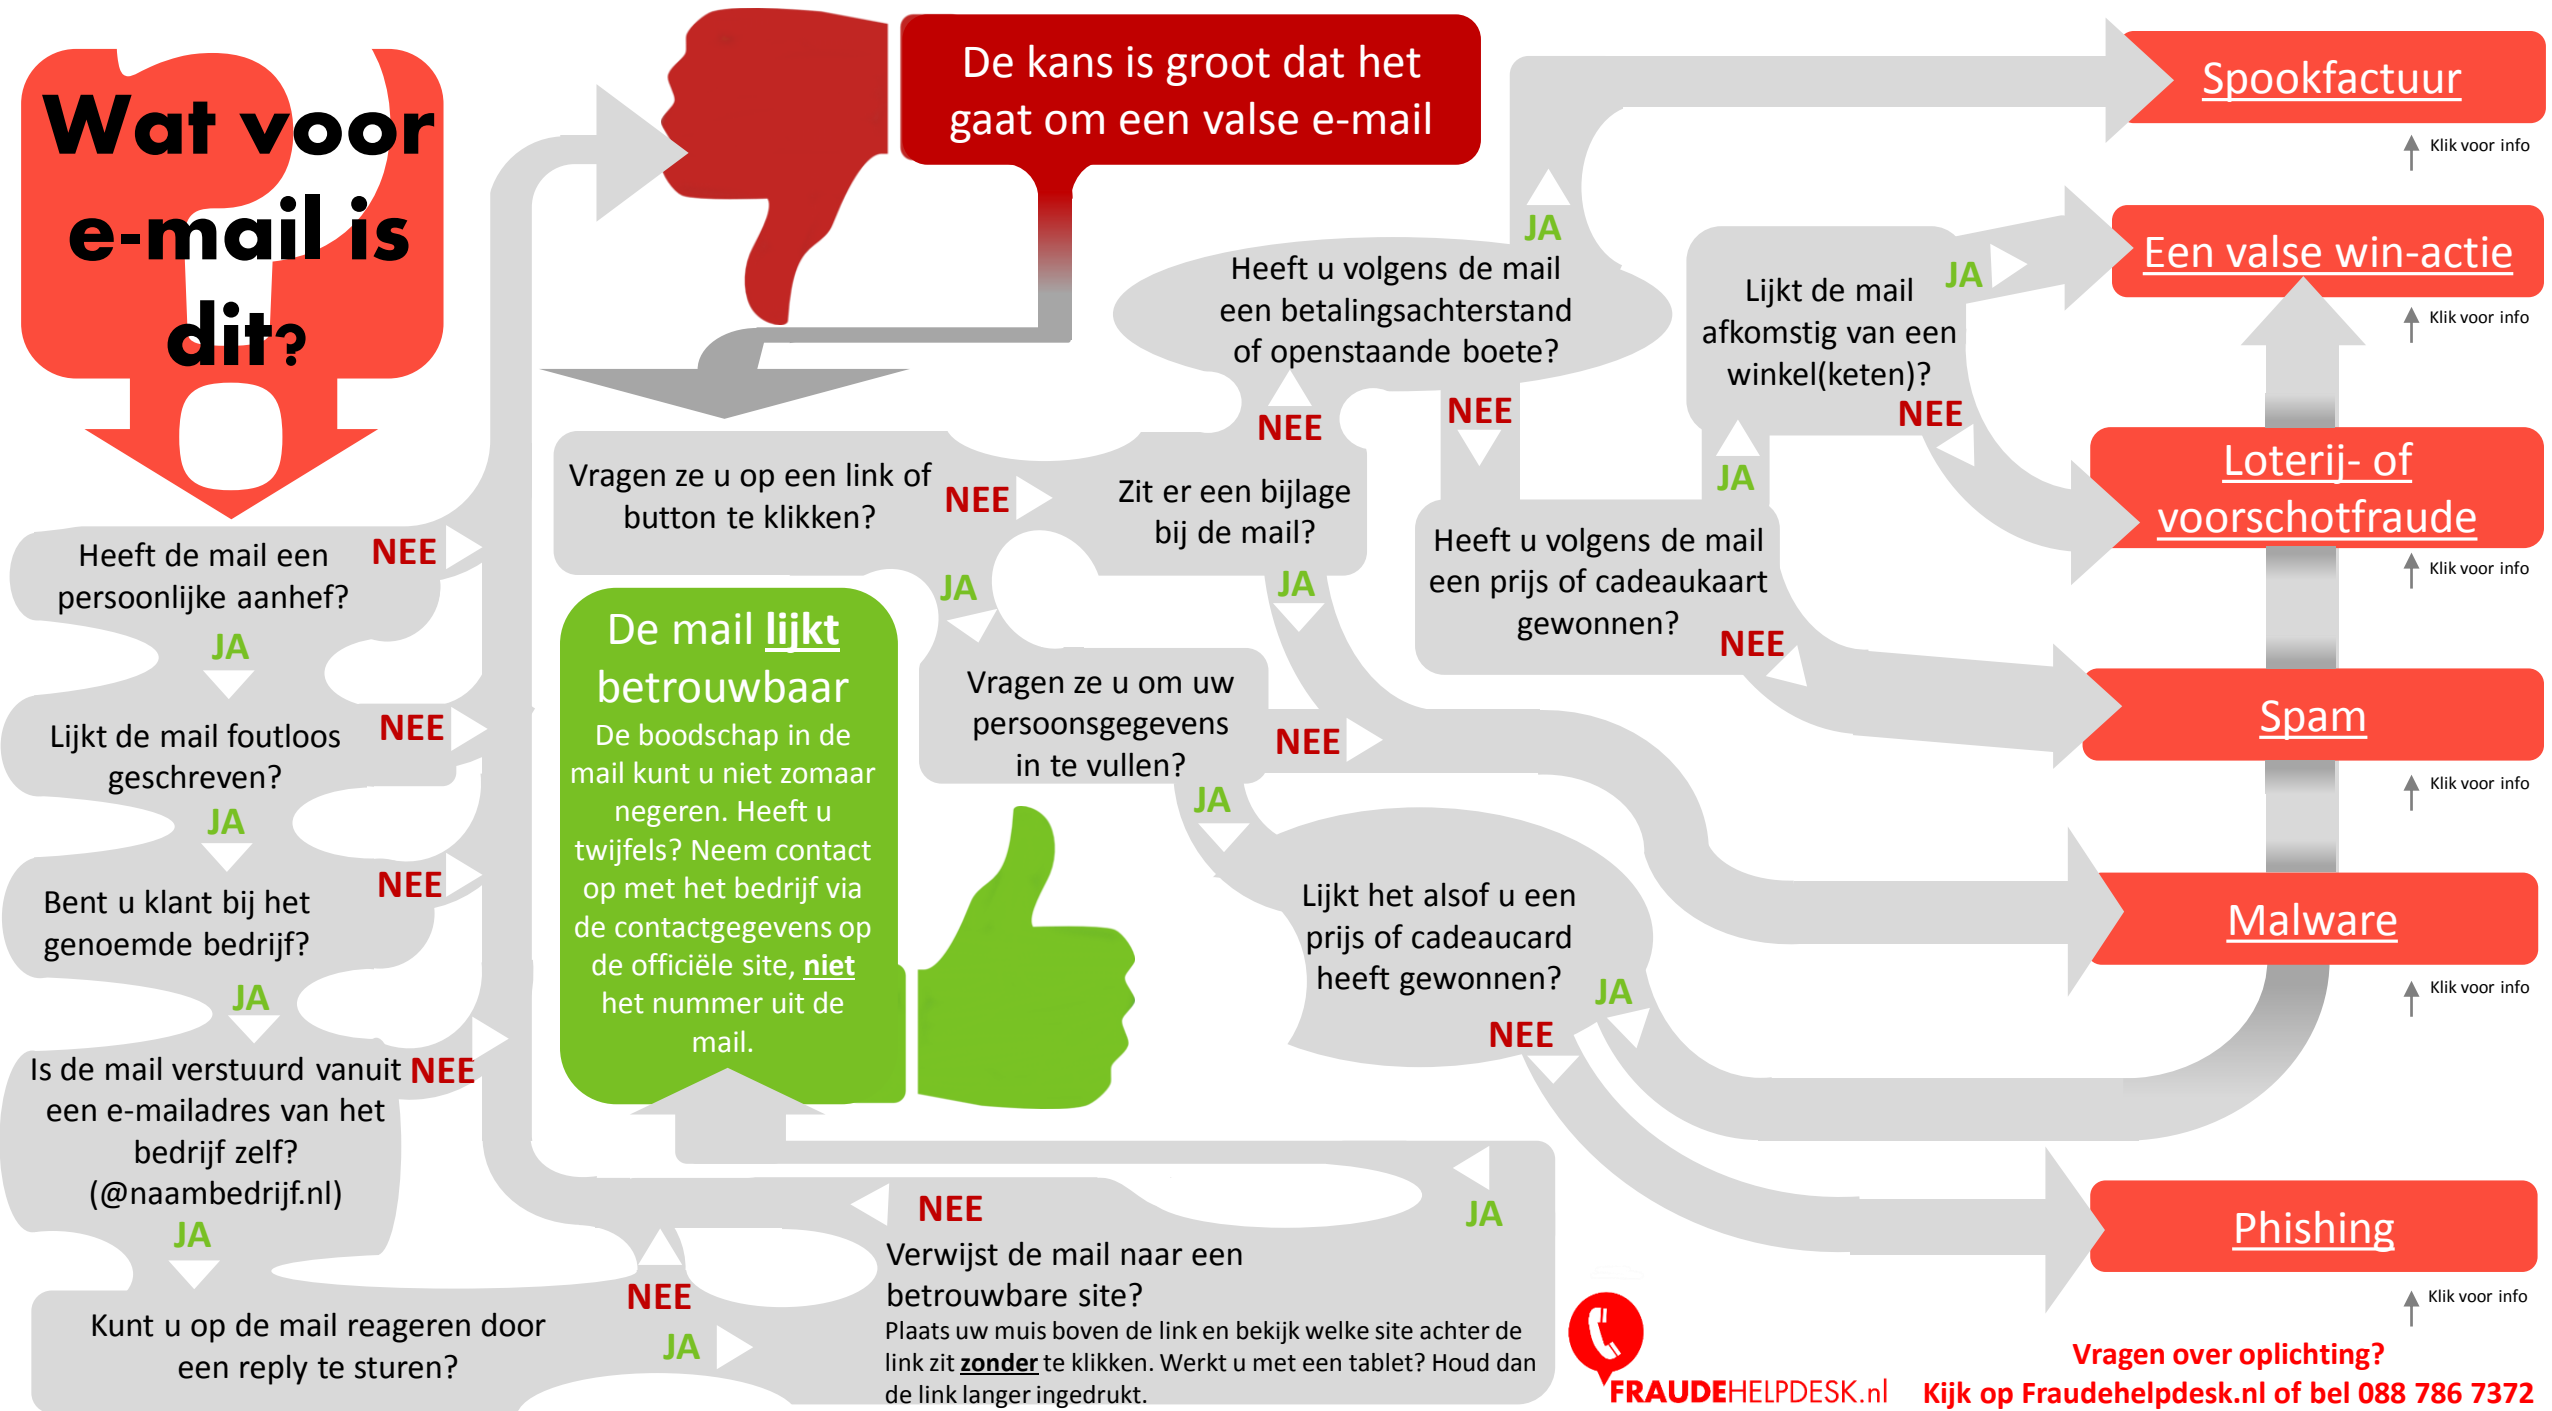 Wat voor
e-mail is
dit?
Heeft de mail een
persoonlijke aanhef?
NEE
JA
Lijkt de mail foutloos
geschreven?
NEE
JA
Bent u klant bij het
genoemde bedrijf?
NEE
JA
Is de mail verstuurd vanuit
een e-mailadres van het
bedrijf zelf?
(@naambedrijf.nl)
NEE
JA
Kunt u op de mail reageren door
een reply te sturen?
NEE
JA
Verwijst de mail naar een
betrouwbare site?
Plaats uw muis boven de link en bekijk welke site achter de
link zit zonder te klikken. Werkt u met een tablet? Houd dan
de link langer ingedrukt.
NEE
JA
De mail lijkt
betrouwbaar
De boodschap in de
mail kunt u niet zomaar
negeren. Heeft u
twijfels? Neem contact
op met het bedrijf via
de contactgegevens op
de officiële site, niet
het nummer uit de
mail.
De kans is groot dat het
gaat om een valse e-mail
Vragen ze u op een link of
button te klikken?
NEE
JA
Zit er een bijlage
bij de mail?
NEE
JA
Vragen ze u om uw
persoonsgegevens
in te vullen?
NEE
JA
Lijkt het alsof u een
prijs of cadeaucard
heeft gewonnen?
JA
NEE
Heeft u volgens de mail
een betalingsachterstand
of openstaande boete?
JA
NEE
Heeft u volgens de mail
een prijs of cadeaukaart
gewonnen?
JA
NEE
Lijkt de mail
afkomstig van een
winkel(keten)?
JA
NEE
Spookfactuur
Klik voor info
Een valse win-actie
Klik voor info
Loterij- of
voorschotfraude
Klik voor info
Spam
Klik voor info
Malware
Klik voor info
Phishing
Klik voor info
FRAUDEHELPDESK.nl
Vragen over oplichting?
Kijk op Fraudehelpdesk.nl of bel 088 786 7372